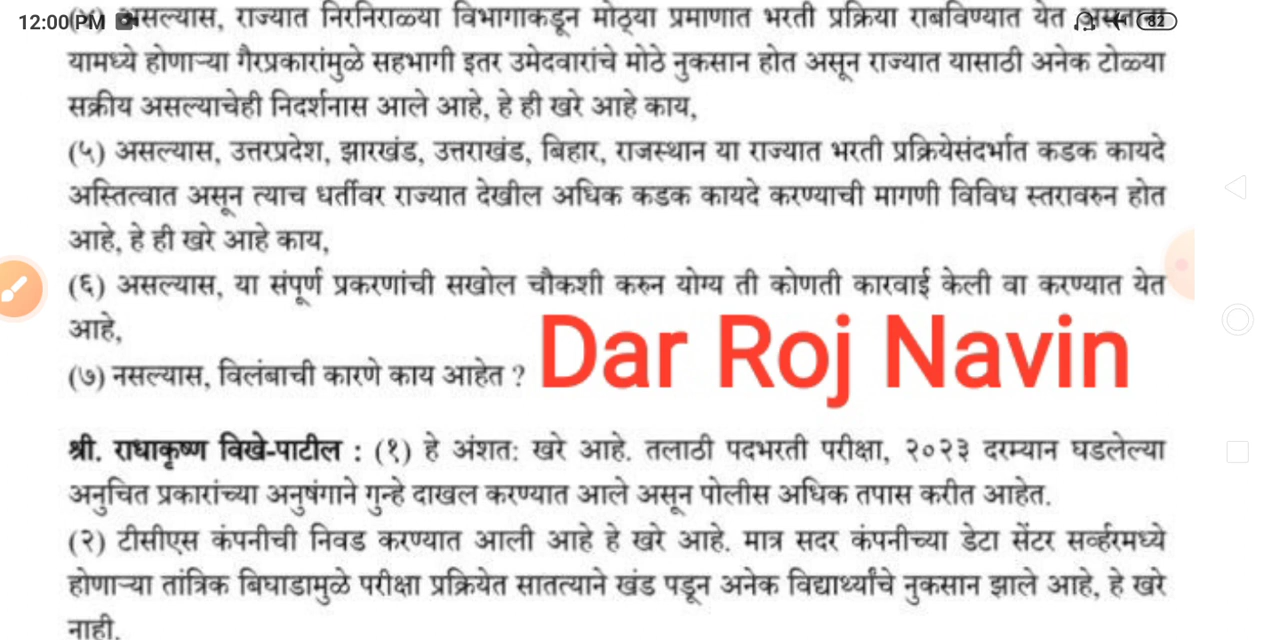 12:00 PM
82
(४) असल्यास, राज्यात निरनिराळ्या विभागाकडून मोठ्या प्रमाणात भरती प्रक्रिया राबविण्यात येत
यामध्ये होणाऱ्या गैरप्रकारांमुळे सहभागी इतर उमेदवारांचे मोठे नुकसान होत असून राज्यात यासाठी अनेक टोळ्या
सक्रीय असल्याचेही निदर्शनास आले आहे, हे ही खरे आहे काय,
(५) असल्यास, उत्तरप्रदेश, झारखंड, उत्तराखंड, बिहार, राजस्थान या राज्यात भरती प्रक्रियेसंदर्भात कडक कायदे
अस्तित्वात असून त्याच धर्तीवर राज्यात देखील अधिक कडक कायदे करण्याची मागणी विविध स्तरावरुन होत
आहे, हे ही खरे आहे काय,
(६) असल्यास, या संपूर्ण प्रकरणांची सखोल चौकशी करुन योग्य ती कोणती कारवाई केली वा करण्यात येत
आहे,
(७) नसल्यास, विलंबाची कारणे काय आहेत ?
Dar Roj Navin
श्री. राधाकृष्ण विखे-पाटील : (१) हे अंशत: खरे आहे. तलाठी पदभरती परीक्षा, २०२३ दरम्यान घडलेल्या
अनुचित प्रकारांच्या अनुषंगाने गुन्हे दाखल करण्यात आले असून पोलीस अधिक तपास करीत आहेत.
(२) टीसीएस कंपनीची निवड करण्यात आली आहे हे खरे आहे. मात्र सदर कंपनीच्या डेटा सेंटर सर्व्हरमध्ये
होणाऱ्या तांत्रिक बिघाडामुळे परीक्षा प्रक्रियेत सातत्याने खंड पडून अनेक विद्यार्थ्यांचे नुकसान झाले आहे, हे खरे
नाही.